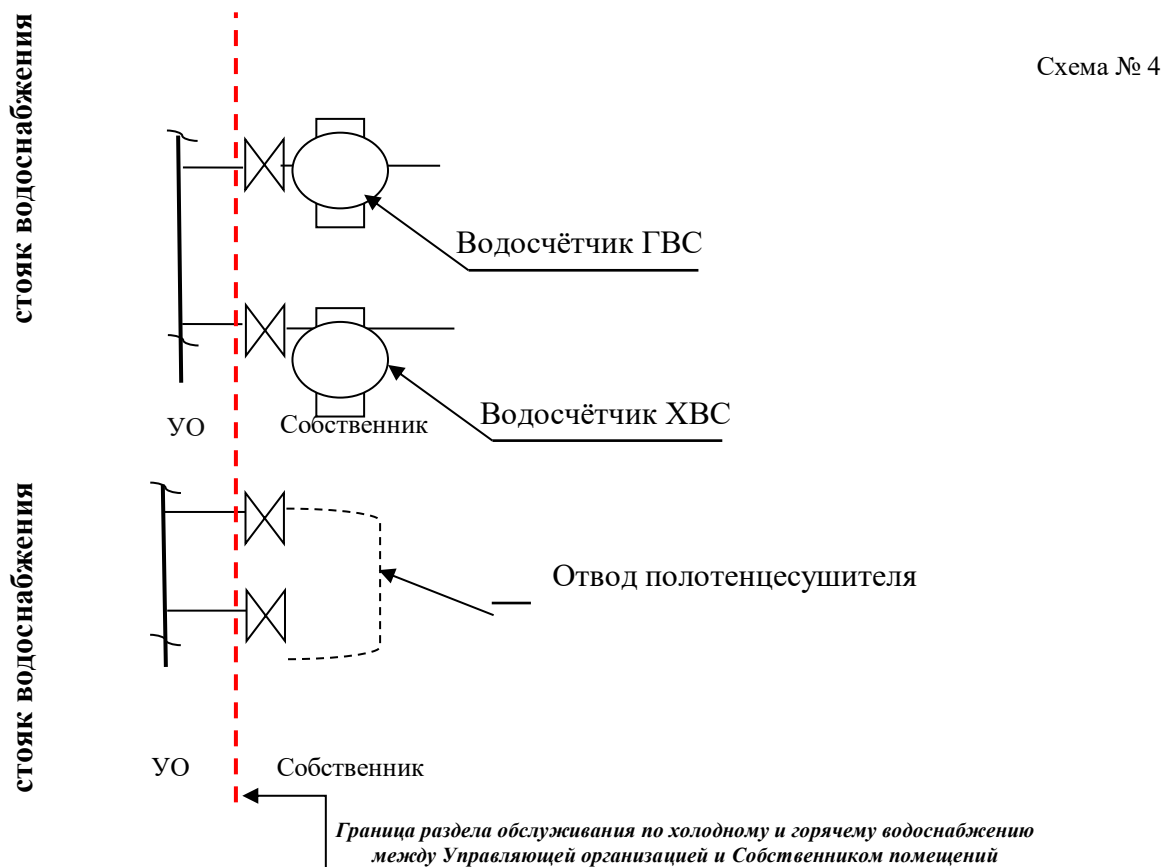 Схема № 4
стояк водоснабжения
Водосчётчик ГВС
Водосчётчик ХВС
УО
Собственник
стояк водоснабжения
Отвод полотенцесушителя
УО
Собственник
Граница раздела обслуживания по холодному и горячему водоснабжению
между Управляющей организацией и Собственником помещений